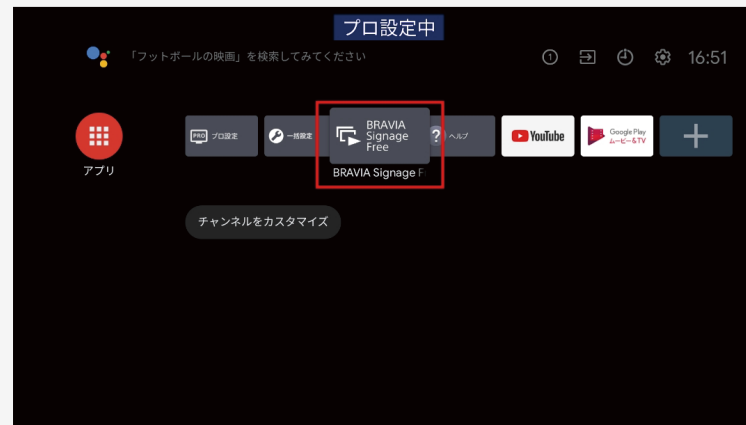 プロ設定中
「フットボールの映画」を検索してみてください
1
16:51
アプリ
PRO プロ設定
一括設定
BRAVIA
Signage
Free
? ヘルプ
YouTube
Google Play
ムービー&TV
BRAVIA Signage F
チャンネルをカスタマイズ